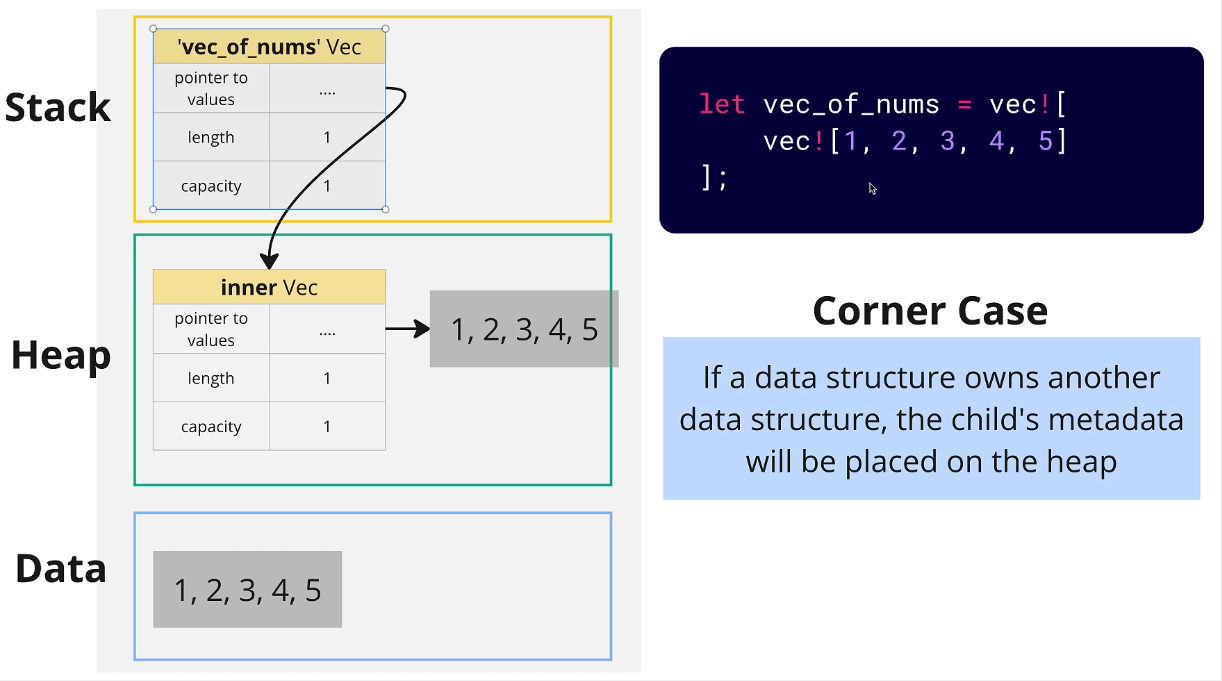 Stack
'vec_of_nums' Vec
pointer to
values
....
length
1
capacity
1
Heap
inner Vec
pointer to
values
....
length
1
capacity
1
1, 2, 3, 4, 5
Data
1, 2, 3, 4, 5
let vec_of_nums = vec![
vec![1, 2, 3, 4, 5]
];
Corner Case
If a data structure owns another
data structure, the child's metadata
will be placed on the heap